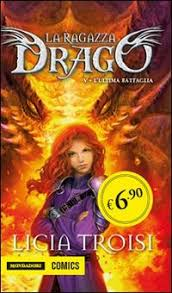 LA RAGAZZA
DRAGO
V • L'ULTIMA BATTAGLIA
€ 6,90
LICIA TROISI
MONDADORI COMICS